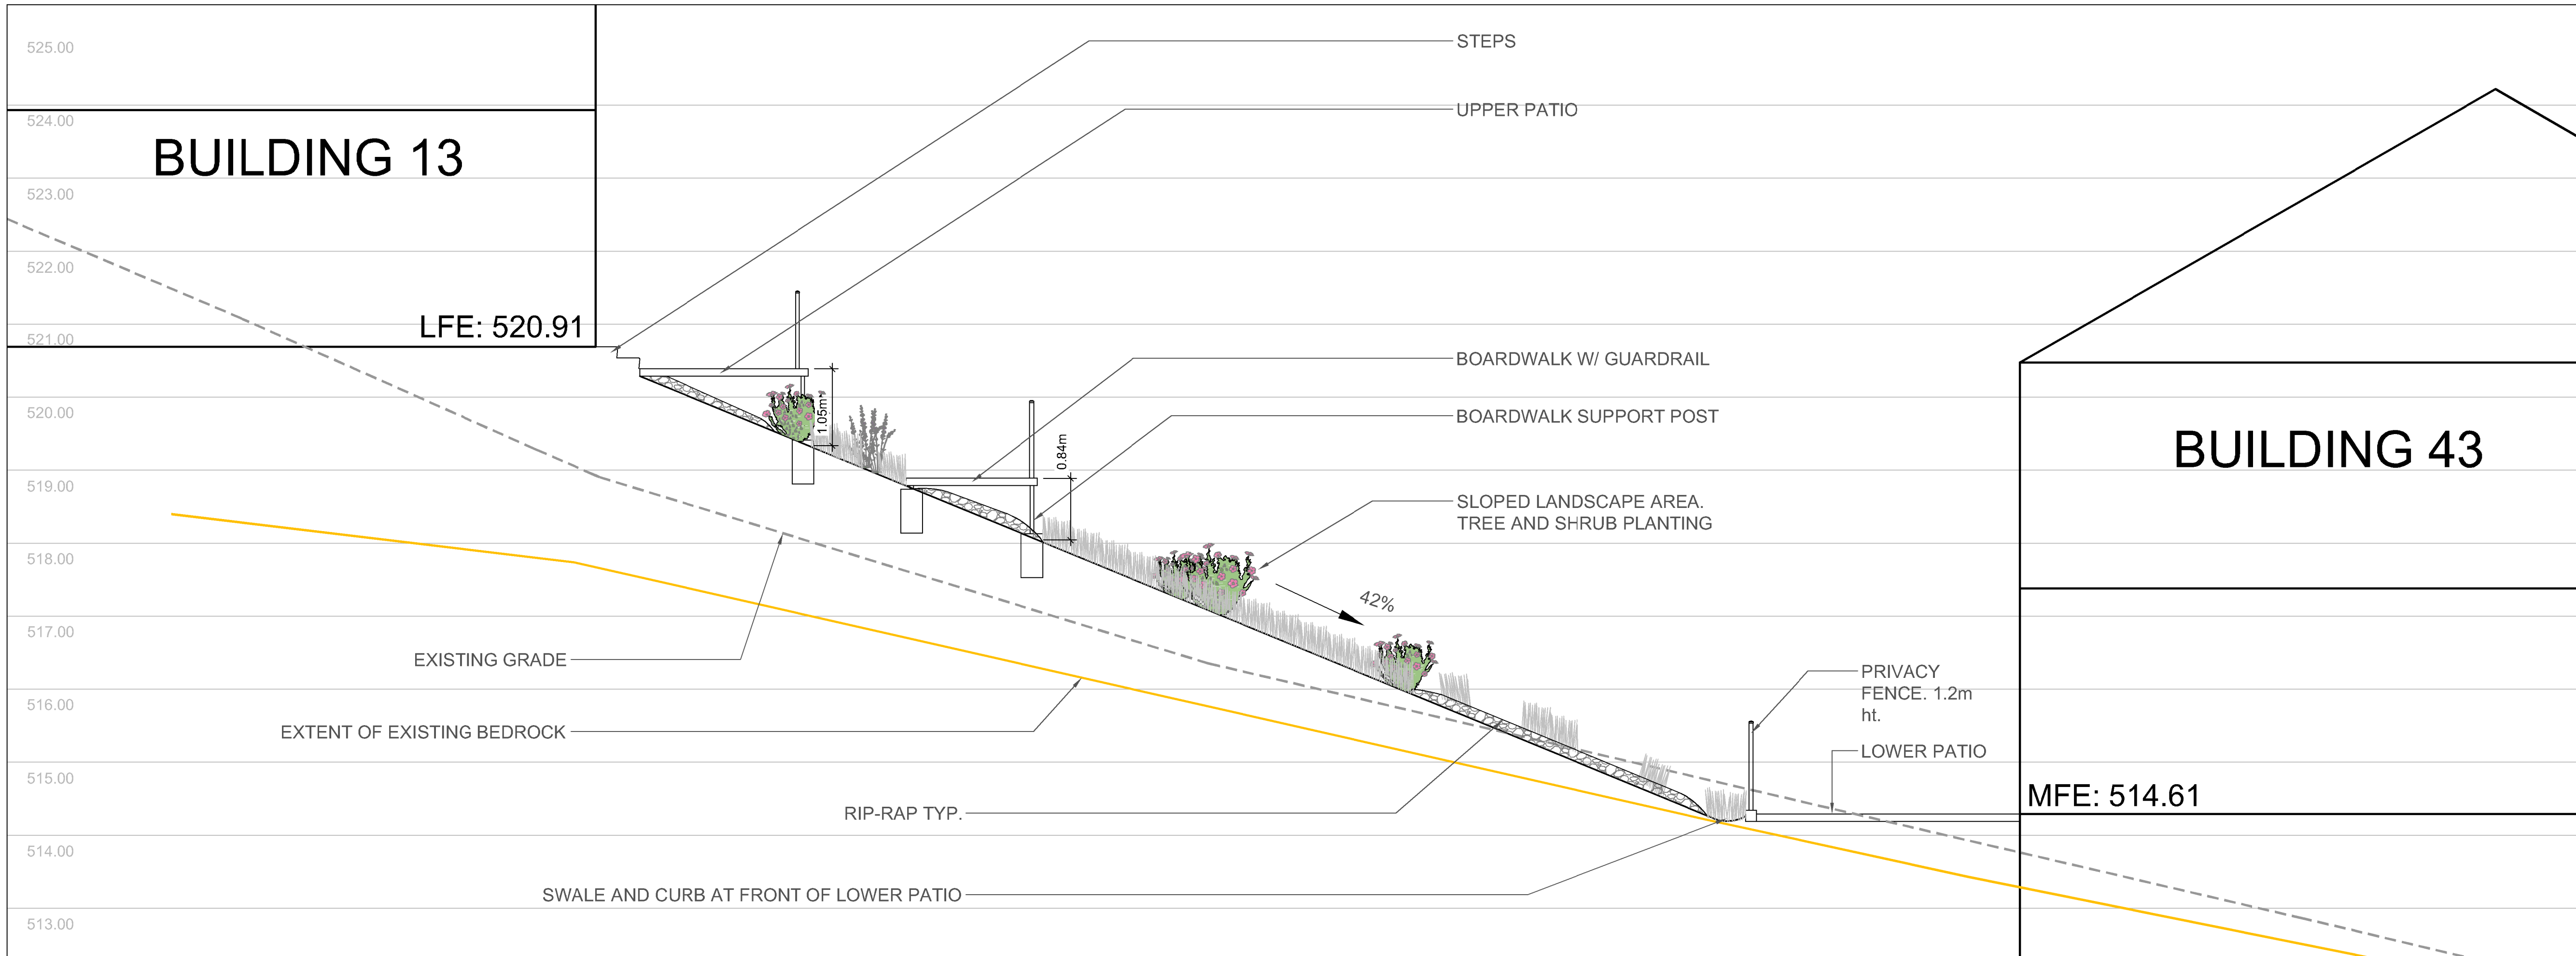 525.00
STEPS
524.00
UPPER PATIO
BUILDING 13
523.00
522.00
LFE: 520.91
521.00
BOARDWALK W/ GUARDRAIL
520.00
1.05m
BOARDWALK SUPPORT POST
0.84m
BUILDING 43
519.00
SLOPED LANDSCAPE AREA.
TREE AND SHRUB PLANTING
518.00
42%
517.00
EXISTING GRADE
PRIVACY
FENCE. 1.2m
ht.
516.00
EXTENT OF EXISTING BEDROCK
LOWER PATIO
515.00
MFE: 514.61
RIP-RAP TYP.
514.00
SWALE AND CURB AT FRONT OF LOWER PATIO
513.00